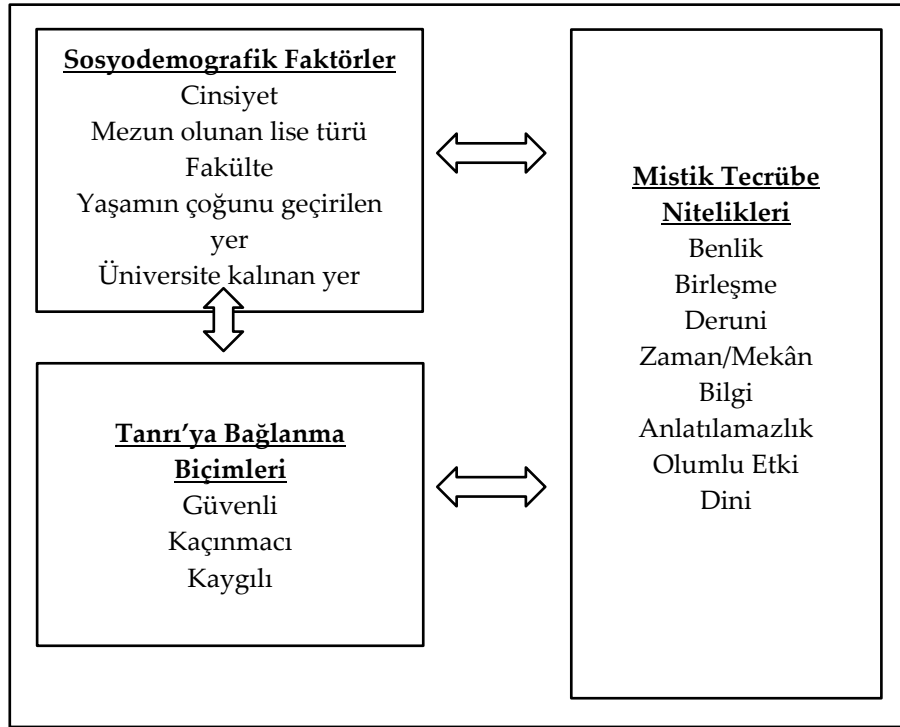 Sosyodemografik Faktörler
Cinsiyet
Mezun olunan lise türü
Fakülte
Yaşamın çoğunu geçirilen
yer
Üniversite kalınan yer
Tanrı’ya Bağlanma
Biçimleri
Güvenli
Kaçınmacı
Kaygılı
Mistik Tecrübe
Nitelikleri
Benlik
Birleşme
Deruni
Zaman/Mekân
Bilgi
Anlatılamazlık
Olumlu Etki
Dini